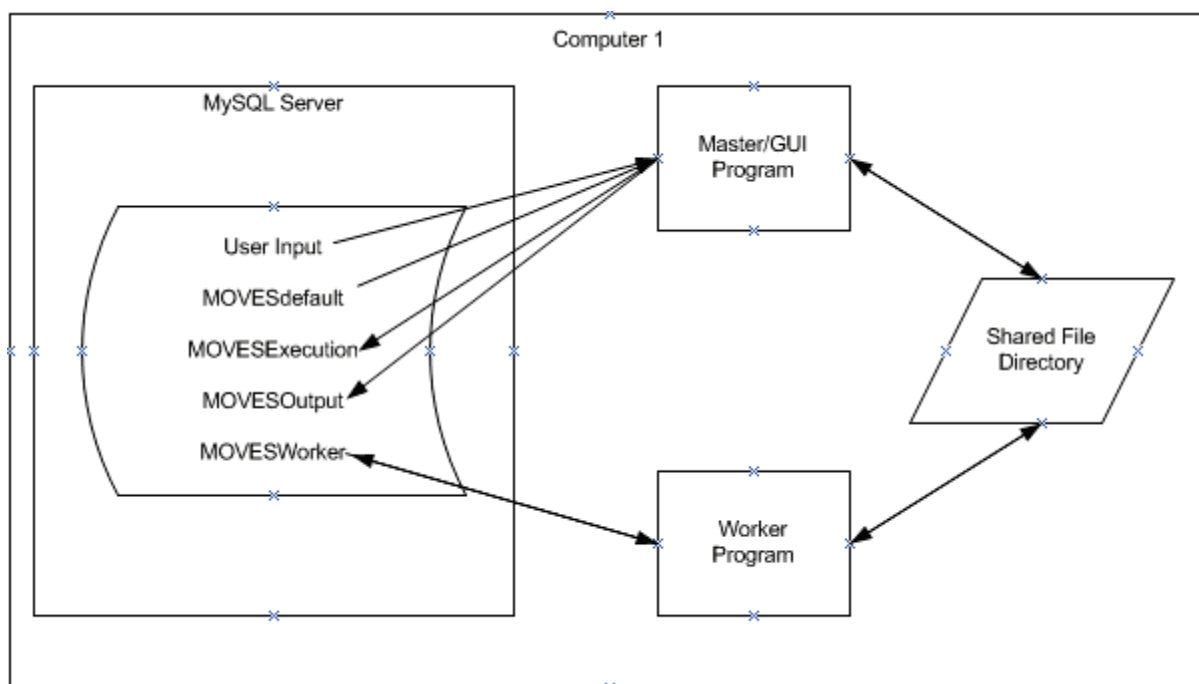 Computer 1
MySQL Server
User Input
MOVESdefault
MOVESExecution
MOVESOutput
MOVESWorker
Master/GUI
Program
Shared File
Directory
Worker
Program